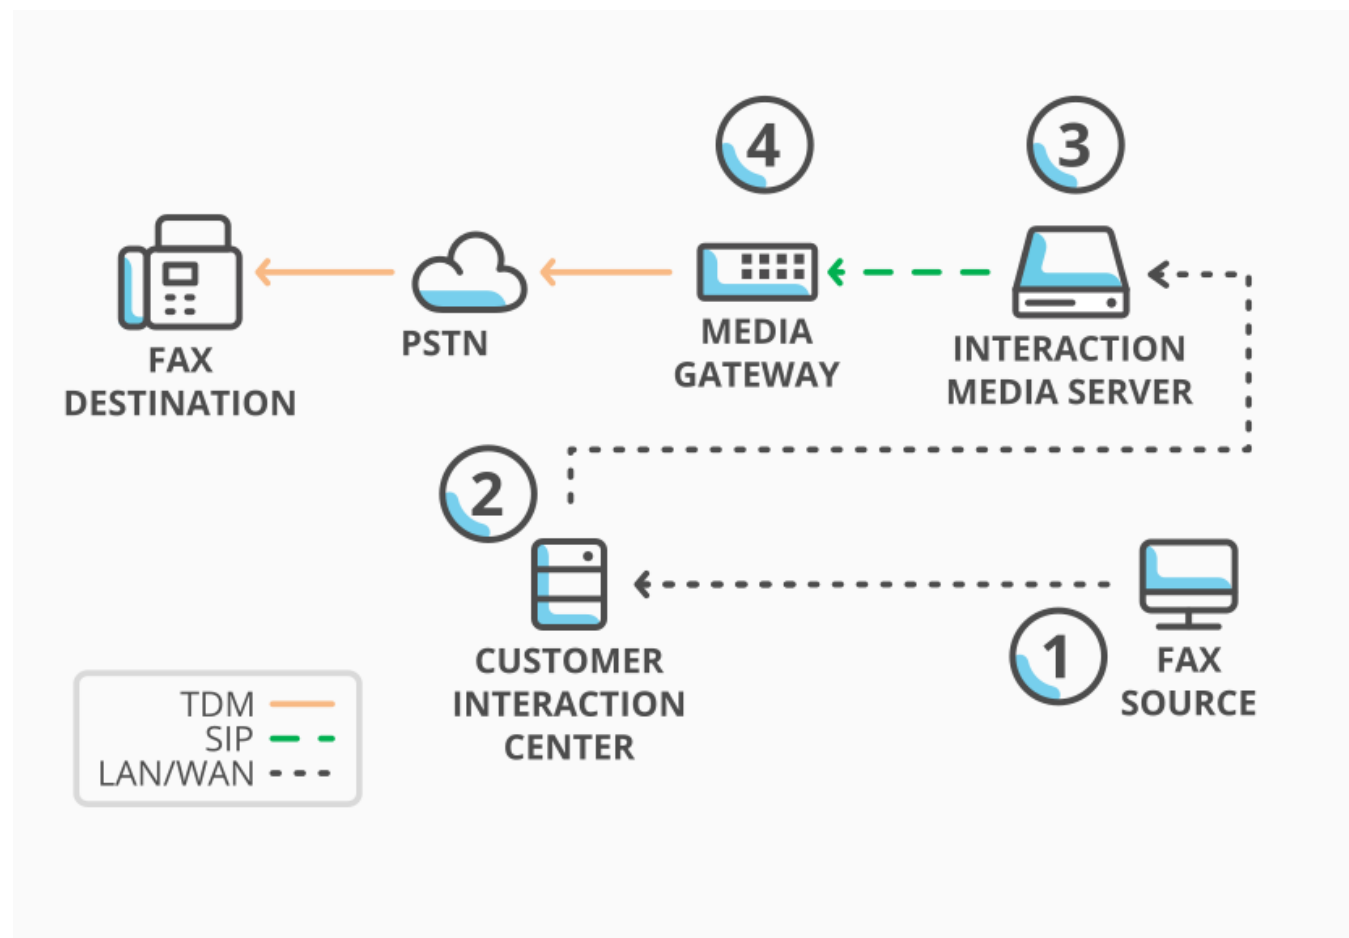 4
3
FAX
DESTINATION
PSTN
MEDIA
GATEWAY
INTERACTION
MEDIA SERVER
2
CUSTOMER
INTERACTION
CENTER
1
FAX
SOURCE
TDM
SIP
LAN/WAN